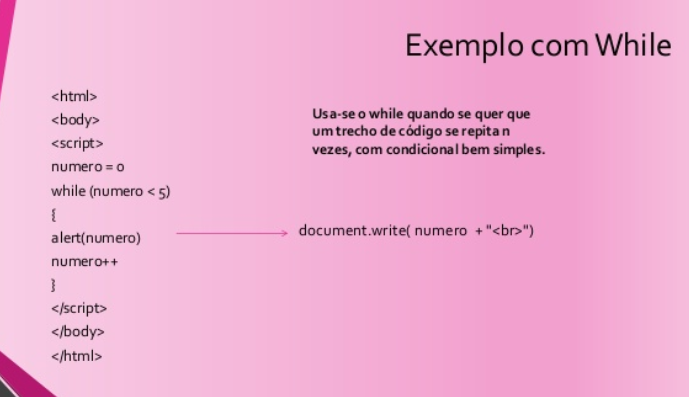 Exemplo com While
<html>
<body>
<script>
numero = 0
while (numero < 5)
{
alert(numero)
numero++
}
</script>
</body>
</html>
Usa-se o while quando se quer que
um trecho de código se repita n
vezes, com condicional bem simples.
document.write( numero + "<br>")